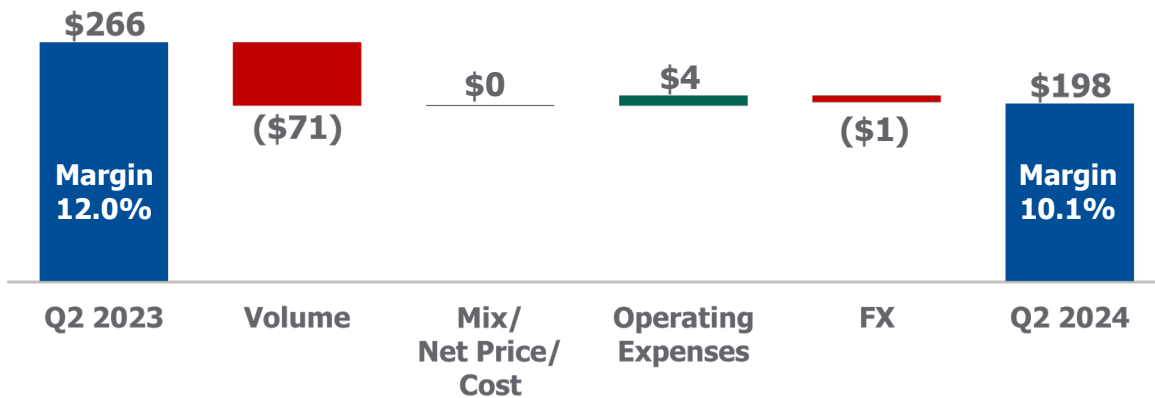 $266
($71)
$0
$4
($1)
$198
Margin
12.0%
Margin
10.1%
Q2 2023
Volume
Mix/
Net Price/
Cost
Operating
Expenses
FX
Q2 2024